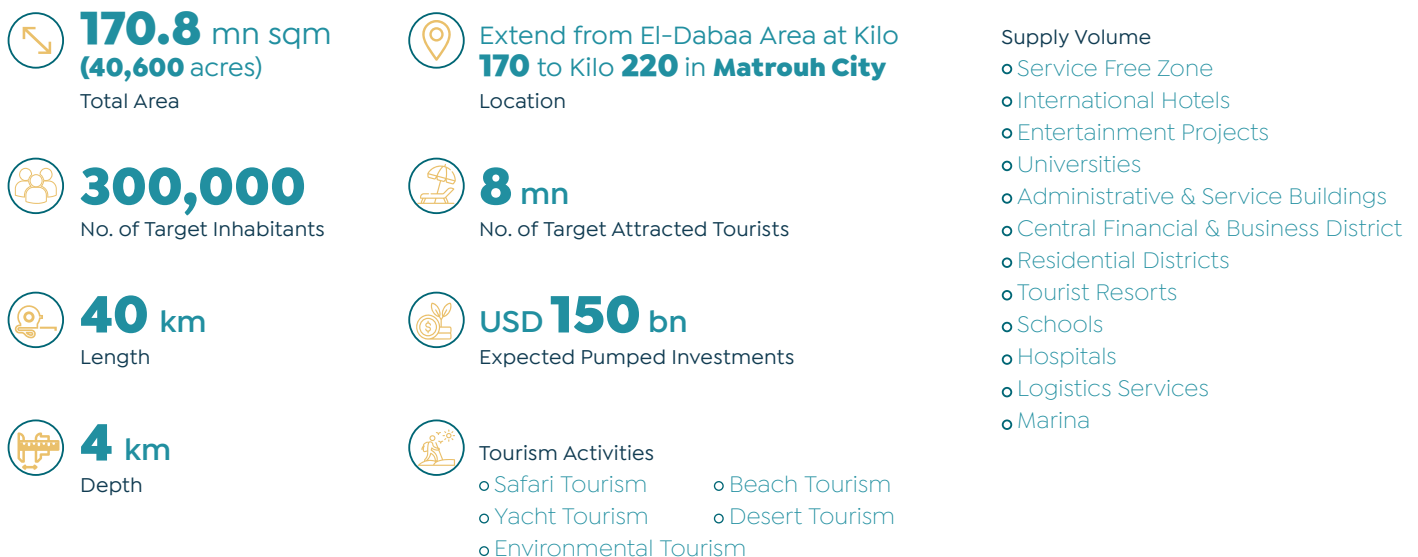 170.8 mn sqm
(40,600 acres)
Total Area
300,000
No. of Target Inhabitants
40 km
Length
4 km
Depth
Extend from El-Dabaa Area at Kilo
170 to Kilo 220 in Matrouh City
Location
8 mn
No. of Target Attracted Tourists
USD 150 bn
Expected Pumped Investments
Tourism Activities
Safari Tourism
Beach Tourism
Yacht Tourism
Desert Tourism
Environmental Tourism
Supply Volume
Service Free Zone
International Hotels
Entertainment Projects
Universities
Administrative & Service Buildings
Central Financial & Business District
Residential Districts
Tourist Resorts
Schools
Hospitals
Logistics Services
Marina